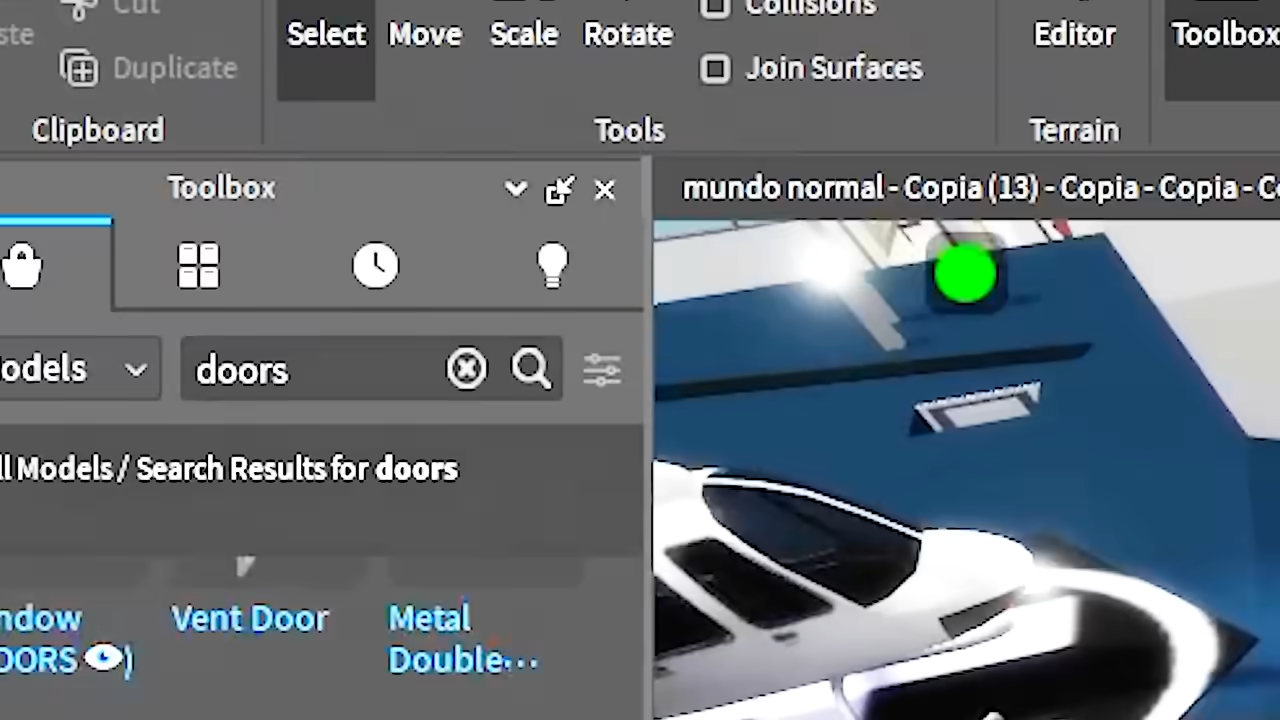 Cut
Select Move Scale Rotate
Collisions
Editor
Toolbox
Duplicate
Join Surfaces
Clipboard
Tools
Terrain
Toolbox
mundo normal - Copia (13) - Copia - Copia - C
odels
doors
ll Models / Search Results for doors
ndow
OORS )
Vent Door
Metal
Double...